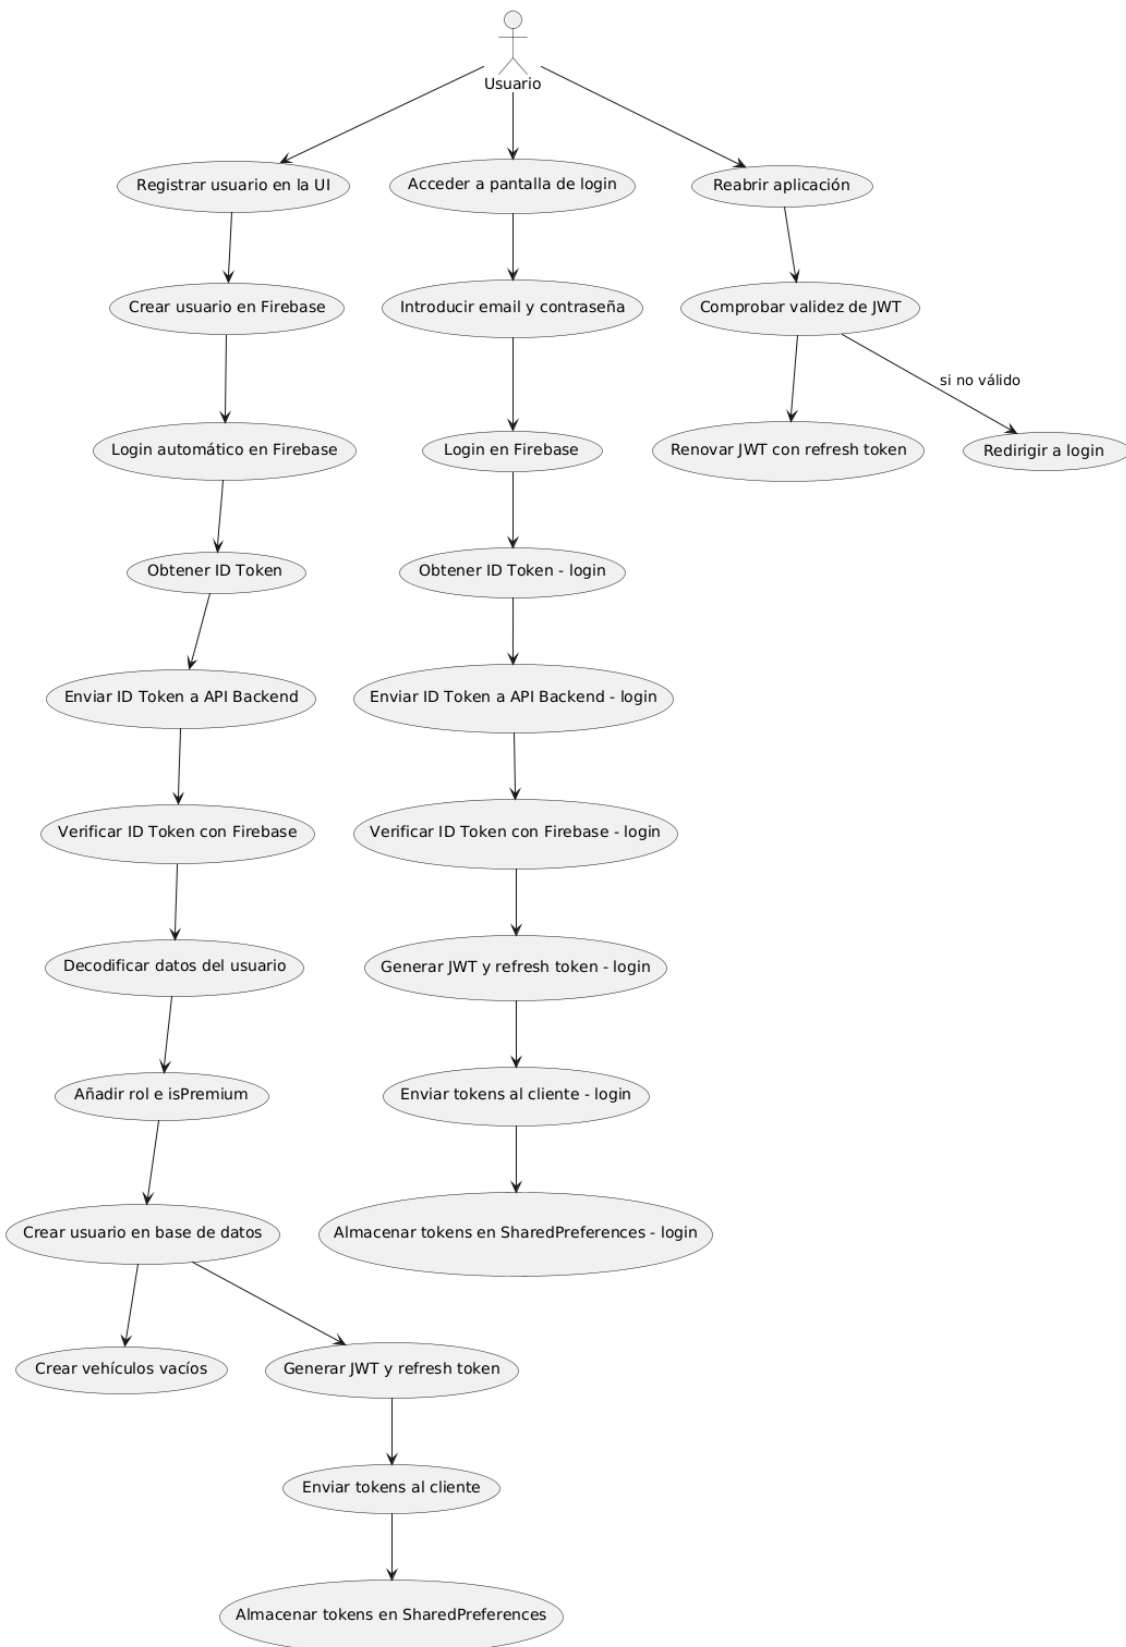 Usuario
Registrar usuario en la UI
Acceder a pantalla de login
Reabrir aplicación
Crear usuario en Firebase
Introducir email y contraseña
Comprobar validez de JWT
si no válido
Login automático en Firebase
Login en Firebase
Renovar JWT con refresh token
Redirigir a login
Obtener ID Token
Obtener ID Token - login
Enviar ID Token a API Backend
Enviar ID Token a API Backend - login
Verificar ID Token con Firebase
Verificar ID Token con Firebase - login
Decodificar datos del usuario
Generar JWT y refresh token - login
Añadir rol e isPremium
Enviar tokens al cliente - login
Crear usuario en base de datos
Almacenar tokens en SharedPreferences - login
Crear vehículos vacíos
Generar JWT y refresh token
Enviar tokens al cliente
Almacenar tokens en SharedPreferences